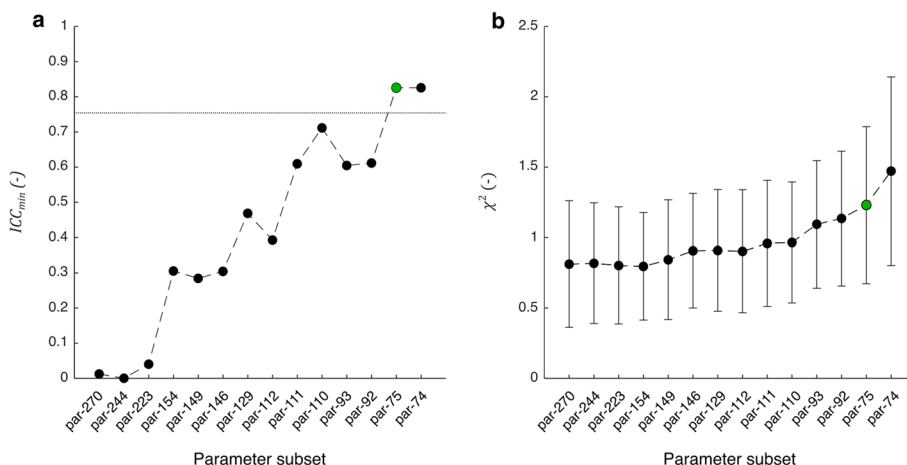 a
1
0.9
0.8
0.7
0.6
0.5
0.4
0.3
0.2
0.1
0
ICCmin (-)
par-270
par-244
par-223
par-154
par-149
par-146
par-129
par-112
par-111
par-110
par-93
par-92
par-75
par-74
Parameter subset
b
2.5
2
1.5
1
0.5
0
χ² (-)
par-270
par-244
par-223
par-154
par-149
par-146
par-129
par-112
par-111
par-110
par-93
par-92
par-75
par-74
Parameter subset